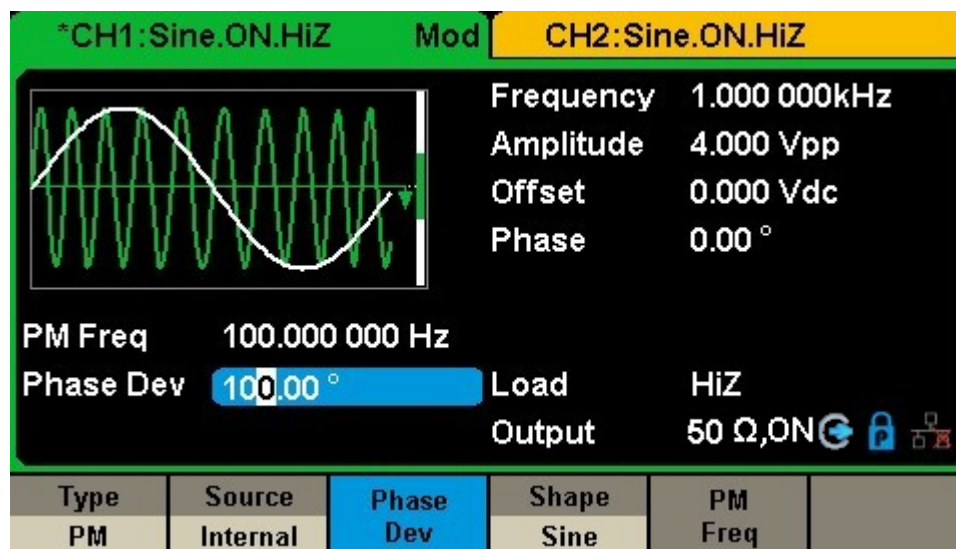 *CH1:Sine.ON.HiZ Mod CH2:Sine.ON.HiZ
Frequency 1.000 000kHz
Amplitude 4.000 Vpp
Offset 0.000 Vdc
Phase 0.00 °
PM Freq 100.000 000 Hz
Phase Dev 100.00 ° Load HiZ
Output 50 Ω,ON P
Type Source Phase Dev Shape PM Freq
PM Internal Sine